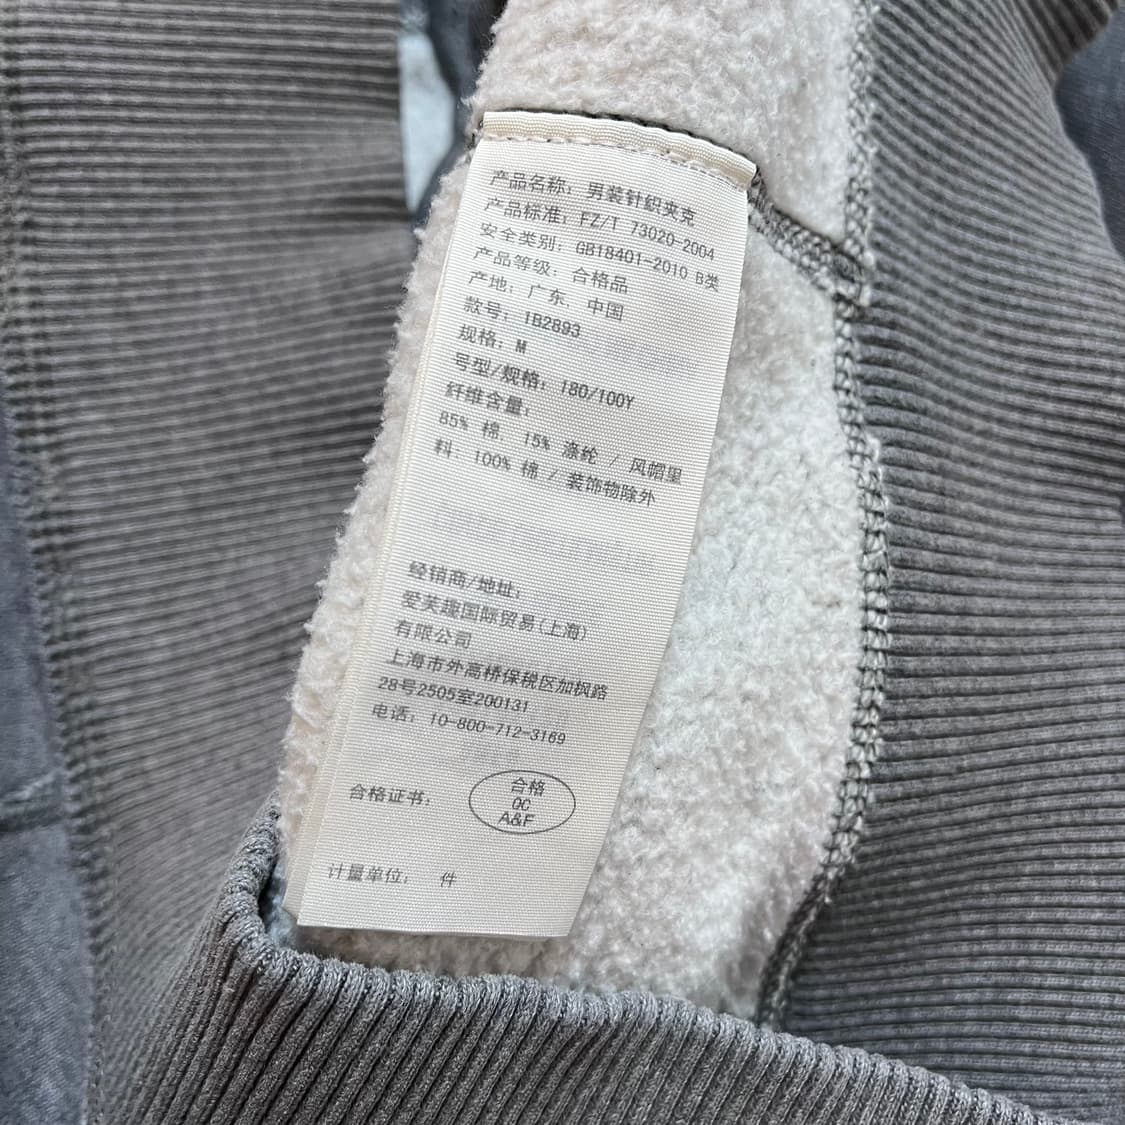 产品名称：男装针织夹克
产品标准：FZ/T 73020-2004
安全类别：GB18401-2010 B类
产品等级：合格品
产地：广东、中国
款号：1B2893
规格：M
号型/规格：180/100Y
纤维含量：
85% 棉，15% 涤纶 / 风帽里
料：100% 棉 / 装饰物除外
经销商/地址：
爱芙趣国际贸易(上海)
有限公司
上海市外高桥保税区加枫路
28号2505室200131
电话：10-800-712-3169
合格证书：
合格
QC
A&F
计量单位： 件